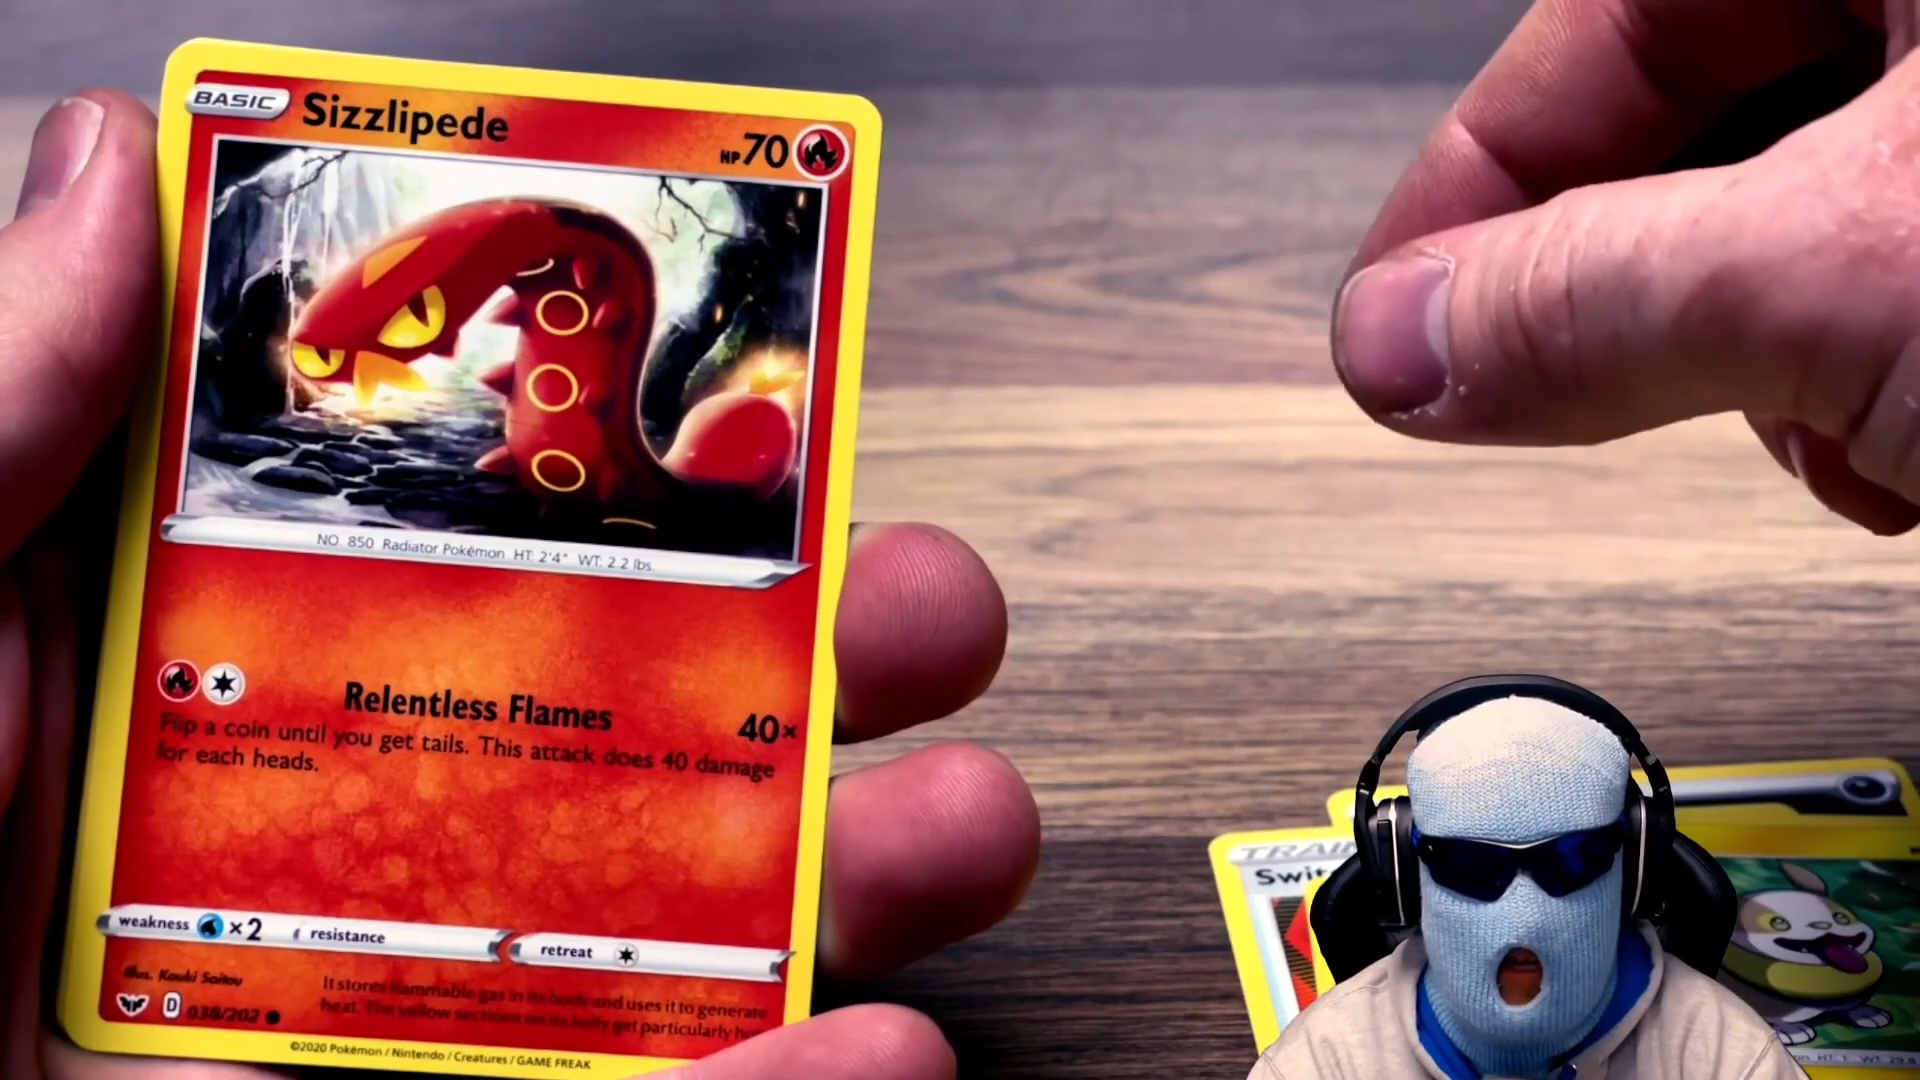 BASIC Sizzlipede HP 70
NO. 850 Radiator Pokémon HT: 2'4" WT: 2.2 lbs.
Relentless Flames 40×
Flip a coin until you get tails. This attack does 40 damage
for each heads.
weakness ×2 resistance retreat
Illus. Kouki Saitou
It stores flammable gas in its body and uses it to generate
heat. The yellow sections on its belly get particularly
D 038/202
©2020 Pokémon / Nintendo / Creatures / GAME FREAK